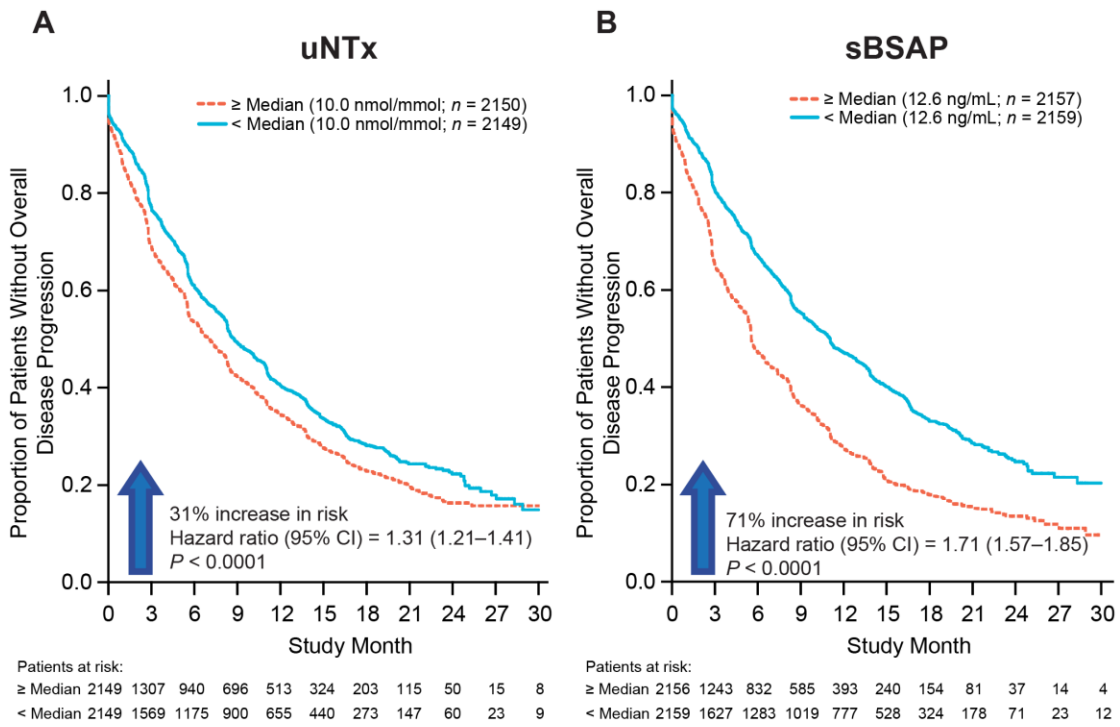 A
uNTx
≥ Median (10.0 nmol/mmol; n = 2150)
< Median (10.0 nmol/mmol; n = 2149)
Proportion of Patients Without Overall
Disease Progression
1.0
0.8
0.6
0.4
0.2
0.0
31% increase in risk
Hazard ratio (95% CI) = 1.31 (1.21–1.41)
P < 0.0001
0 3 6 9 12 15 18 21 24 27 30
Study Month
Patients at risk:
≥ Median 2149 1307 940 696 513 324 203 115 50 15 8
< Median 2149 1569 1175 900 655 440 273 147 60 23 9
B
sBSAP
≥ Median (12.6 ng/mL; n = 2157)
< Median (12.6 ng/mL; n = 2159)
Proportion of Patients Without Overall
Disease Progression
1.0
0.8
0.6
0.4
0.2
0.0
71% increase in risk
Hazard ratio (95% CI) = 1.71 (1.57–1.85)
P < 0.0001
0 3 6 9 12 15 18 21 24 27 30
Study Month
Patients at risk:
≥ Median 2156 1243 832 585 393 240 154 81 37 14 4
< Median 2159 1627 1283 1019 777 528 324 178 71 23 12